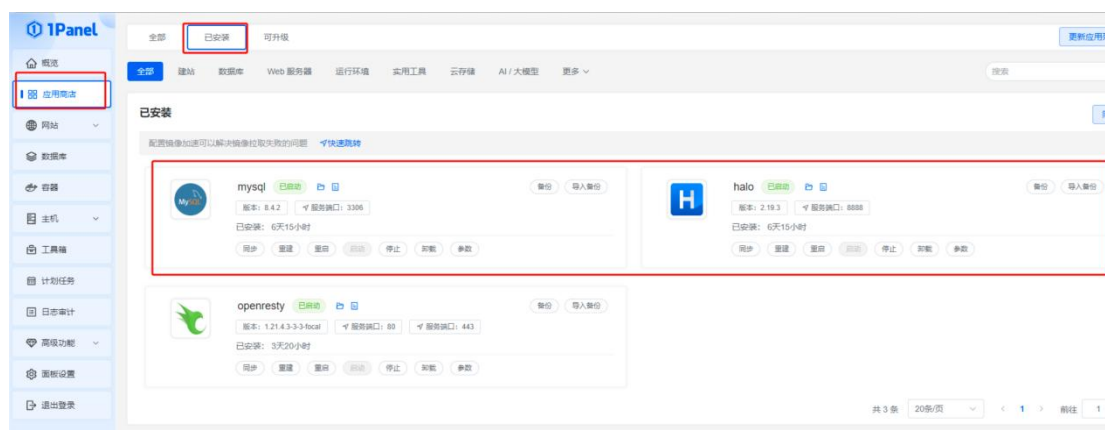 1Panel
全部 已安装 可升级
更新应用
概览
全部 建站 数据库 Web 服务器 运行环境 实用工具 云存储 AI / 大模型 更多
搜索
应用商店
网站
已安装
配置镜像加速可以解决镜像拉取失败的问题 快速跳转
数据库
容器
主机
工具箱
计划任务
日志审计
高级功能
面板设置
退出登录
MySQL
mysql 已启动 备份 导入备份
版本: 8.4.2 服务端口: 3306
已安装: 6天15小时
同步 重建 重启 启动 停止 卸载 参数
H
halo 已启动 备份 导入备份
版本: 2.19.3 服务端口: 8888
已安装: 6天15小时
同步 重建 重启 启动 停止 卸载 参数
openresty 已启动 备份 导入备份
版本: 1.21.4.3-3-3-focal 服务端口: 80 服务端口: 443
已安装: 3天20小时
同步 重建 重启 启动 停止 卸载 参数
共 3 条 20条/页 1 前往 1